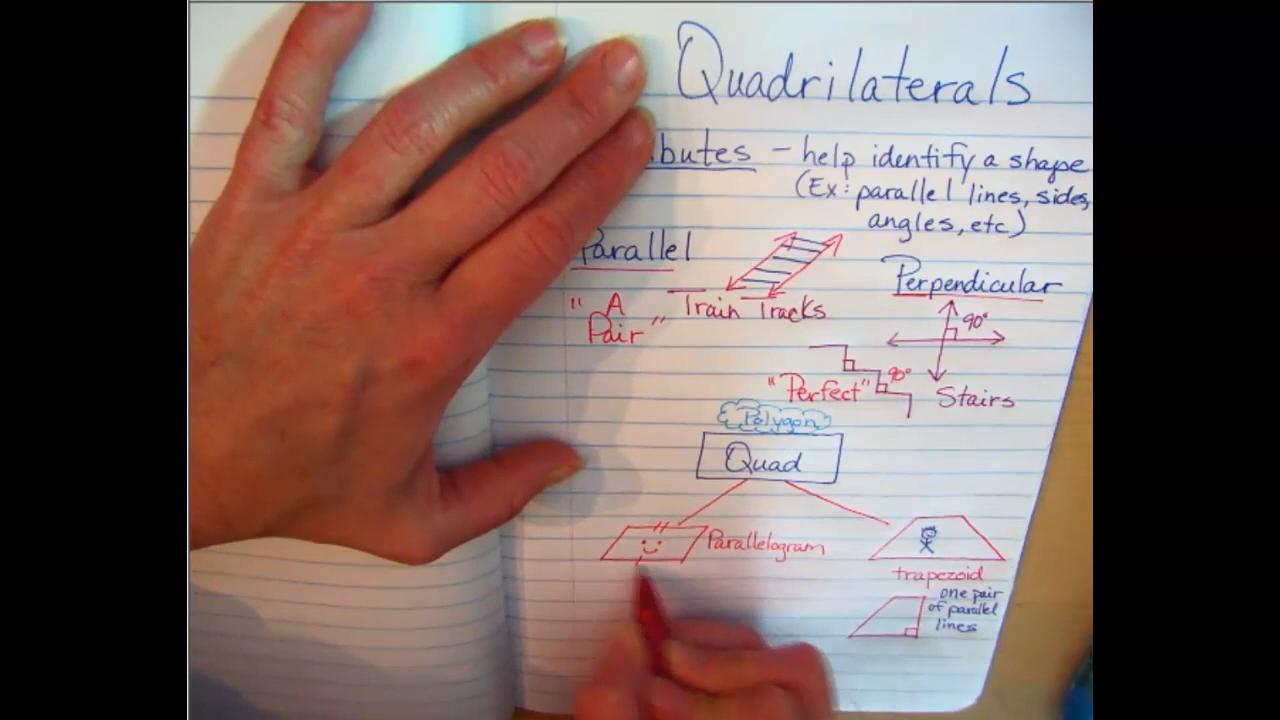 Quadrilaterals
butes - help identify a shape
(Ex: parallel lines, sides,
angles, etc)
Parallel
"A Pair"
Train Tracks
Perpendicular
90°
"Perfect"
90°
Stairs
Polygon
Quad
Parallelogram
trapezoid
one pair
of parallel
lines